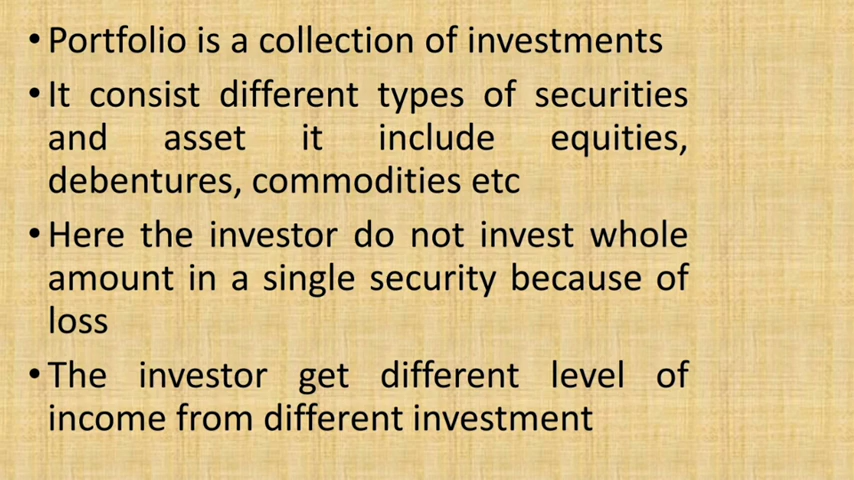 • Portfolio is a collection of investments
• It consist different types of securities
and asset it include equities,
debentures, commodities etc
• Here the investor do not invest whole
amount in a single security because of
loss
• The investor get different level of
income from different investment